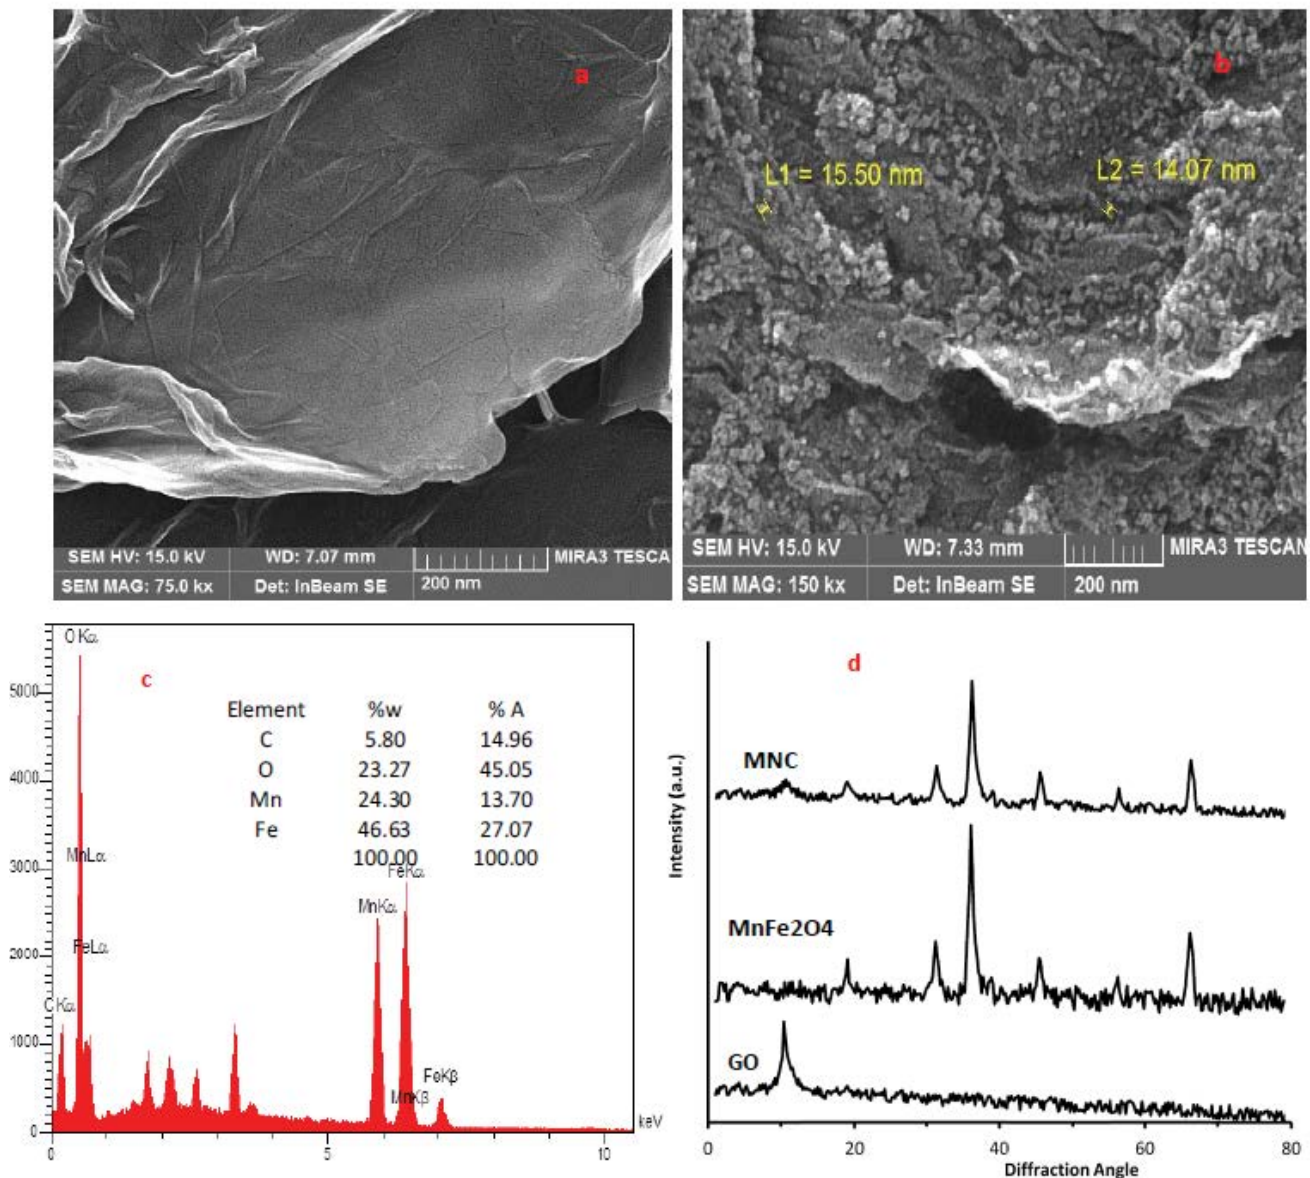 a
SEM HV: 15.0 kV WD: 7.07 mm MIRA3 TESCAN
SEM MAG: 75.0 kx Det: InBeam SE 200 nm
b
L1 = 15.50 nm L2 = 14.07 nm
SEM HV: 15.0 kV WD: 7.33 mm MIRA3 TESCAN
SEM MAG: 150 kx Det: InBeam SE 200 nm
c
OKα
5000
4000
3000
2000
1000
0
MnLα
FeLα
CKα
Element %w % A
C 5.80 14.96
O 23.27 45.05
Mn 24.30 13.70
Fe 46.63 27.07
100.00 100.00
FeKα
MnKα
MnKβ
FeKβ
keV
0 5 10
d
Intensity (a.u.)
MNC
MnFe2O4
GO
0 20 40 60 80
Diffraction Angle